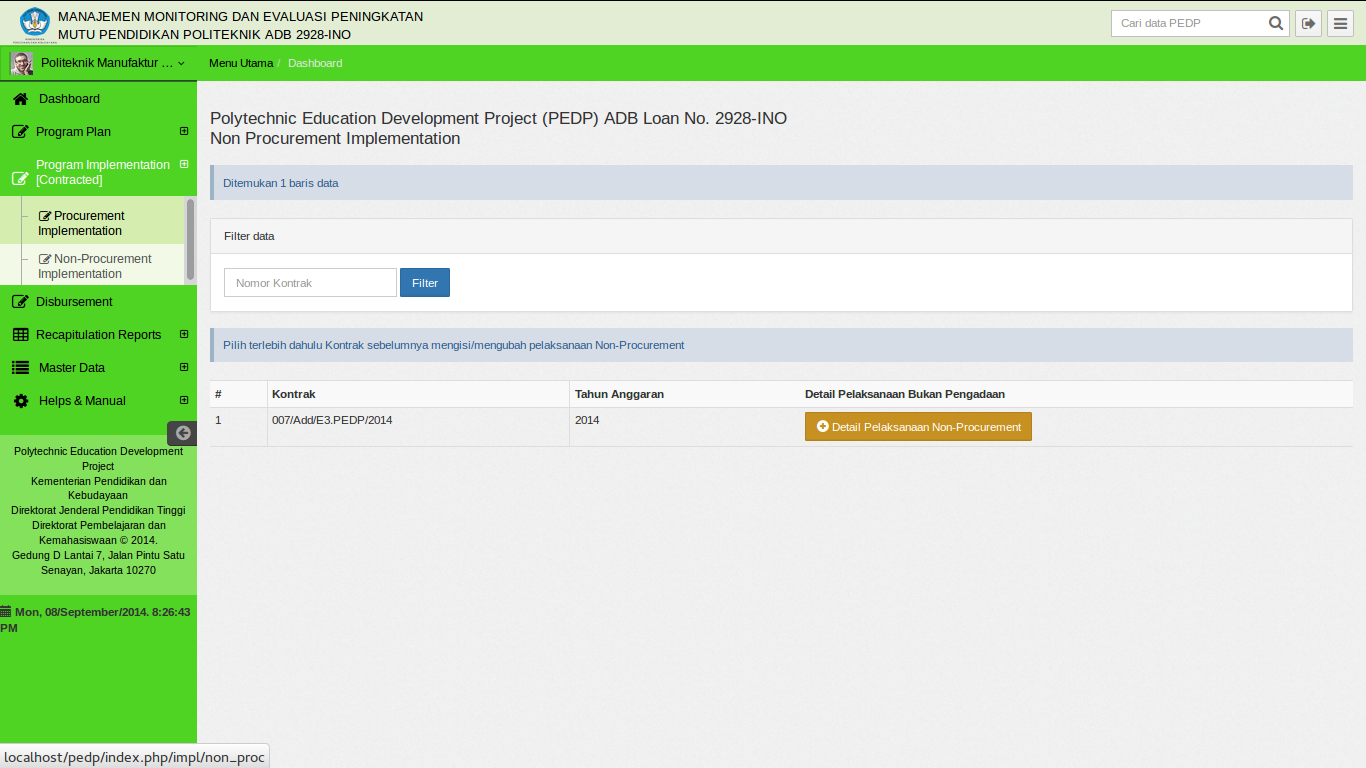 MANAJEMEN MONITORING DAN EVALUASI PENINGKATAN
MUTU PENDIDIKAN POLITEKNIK ADB 2928-INO
Cari data PEDP
Politeknik Manufaktur ...
Menu Utama / Dashboard
Dashboard
Program Plan
Program Implementation
[Contracted]
Procurement
Implementation
Non-Procurement
Implementation
Disbursement
Recapitulation Reports
Master Data
Helps & Manual
Polytechnic Education Development
Project
Kementerian Pendidikan dan
Kebudayaan
Direktorat Jenderal Pendidikan Tinggi
Direktorat Pembelajaran dan
Kemahasiswaan © 2014.
Gedung D Lantai 7, Jalan Pintu Satu
Senayan, Jakarta 10270
Mon, 08/September/2014. 8:26:43
PM
Polytechnic Education Development Project (PEDP) ADB Loan No. 2928-INO
Non Procurement Implementation
Ditemukan 1 baris data
Filter data
Nomor Kontrak Filter
Pilih terlebih dahulu Kontrak sebelumnya mengisi/mengubah pelaksanaan Non-Procurement
# Kontrak Tahun Anggaran Detail Pelaksanaan Bukan Pengadaan
1 007/Add/E3.PEDP/2014 2014 Detail Pelaksanaan Non-Procurement
localhost/pedp/index.php/impl/non_proc